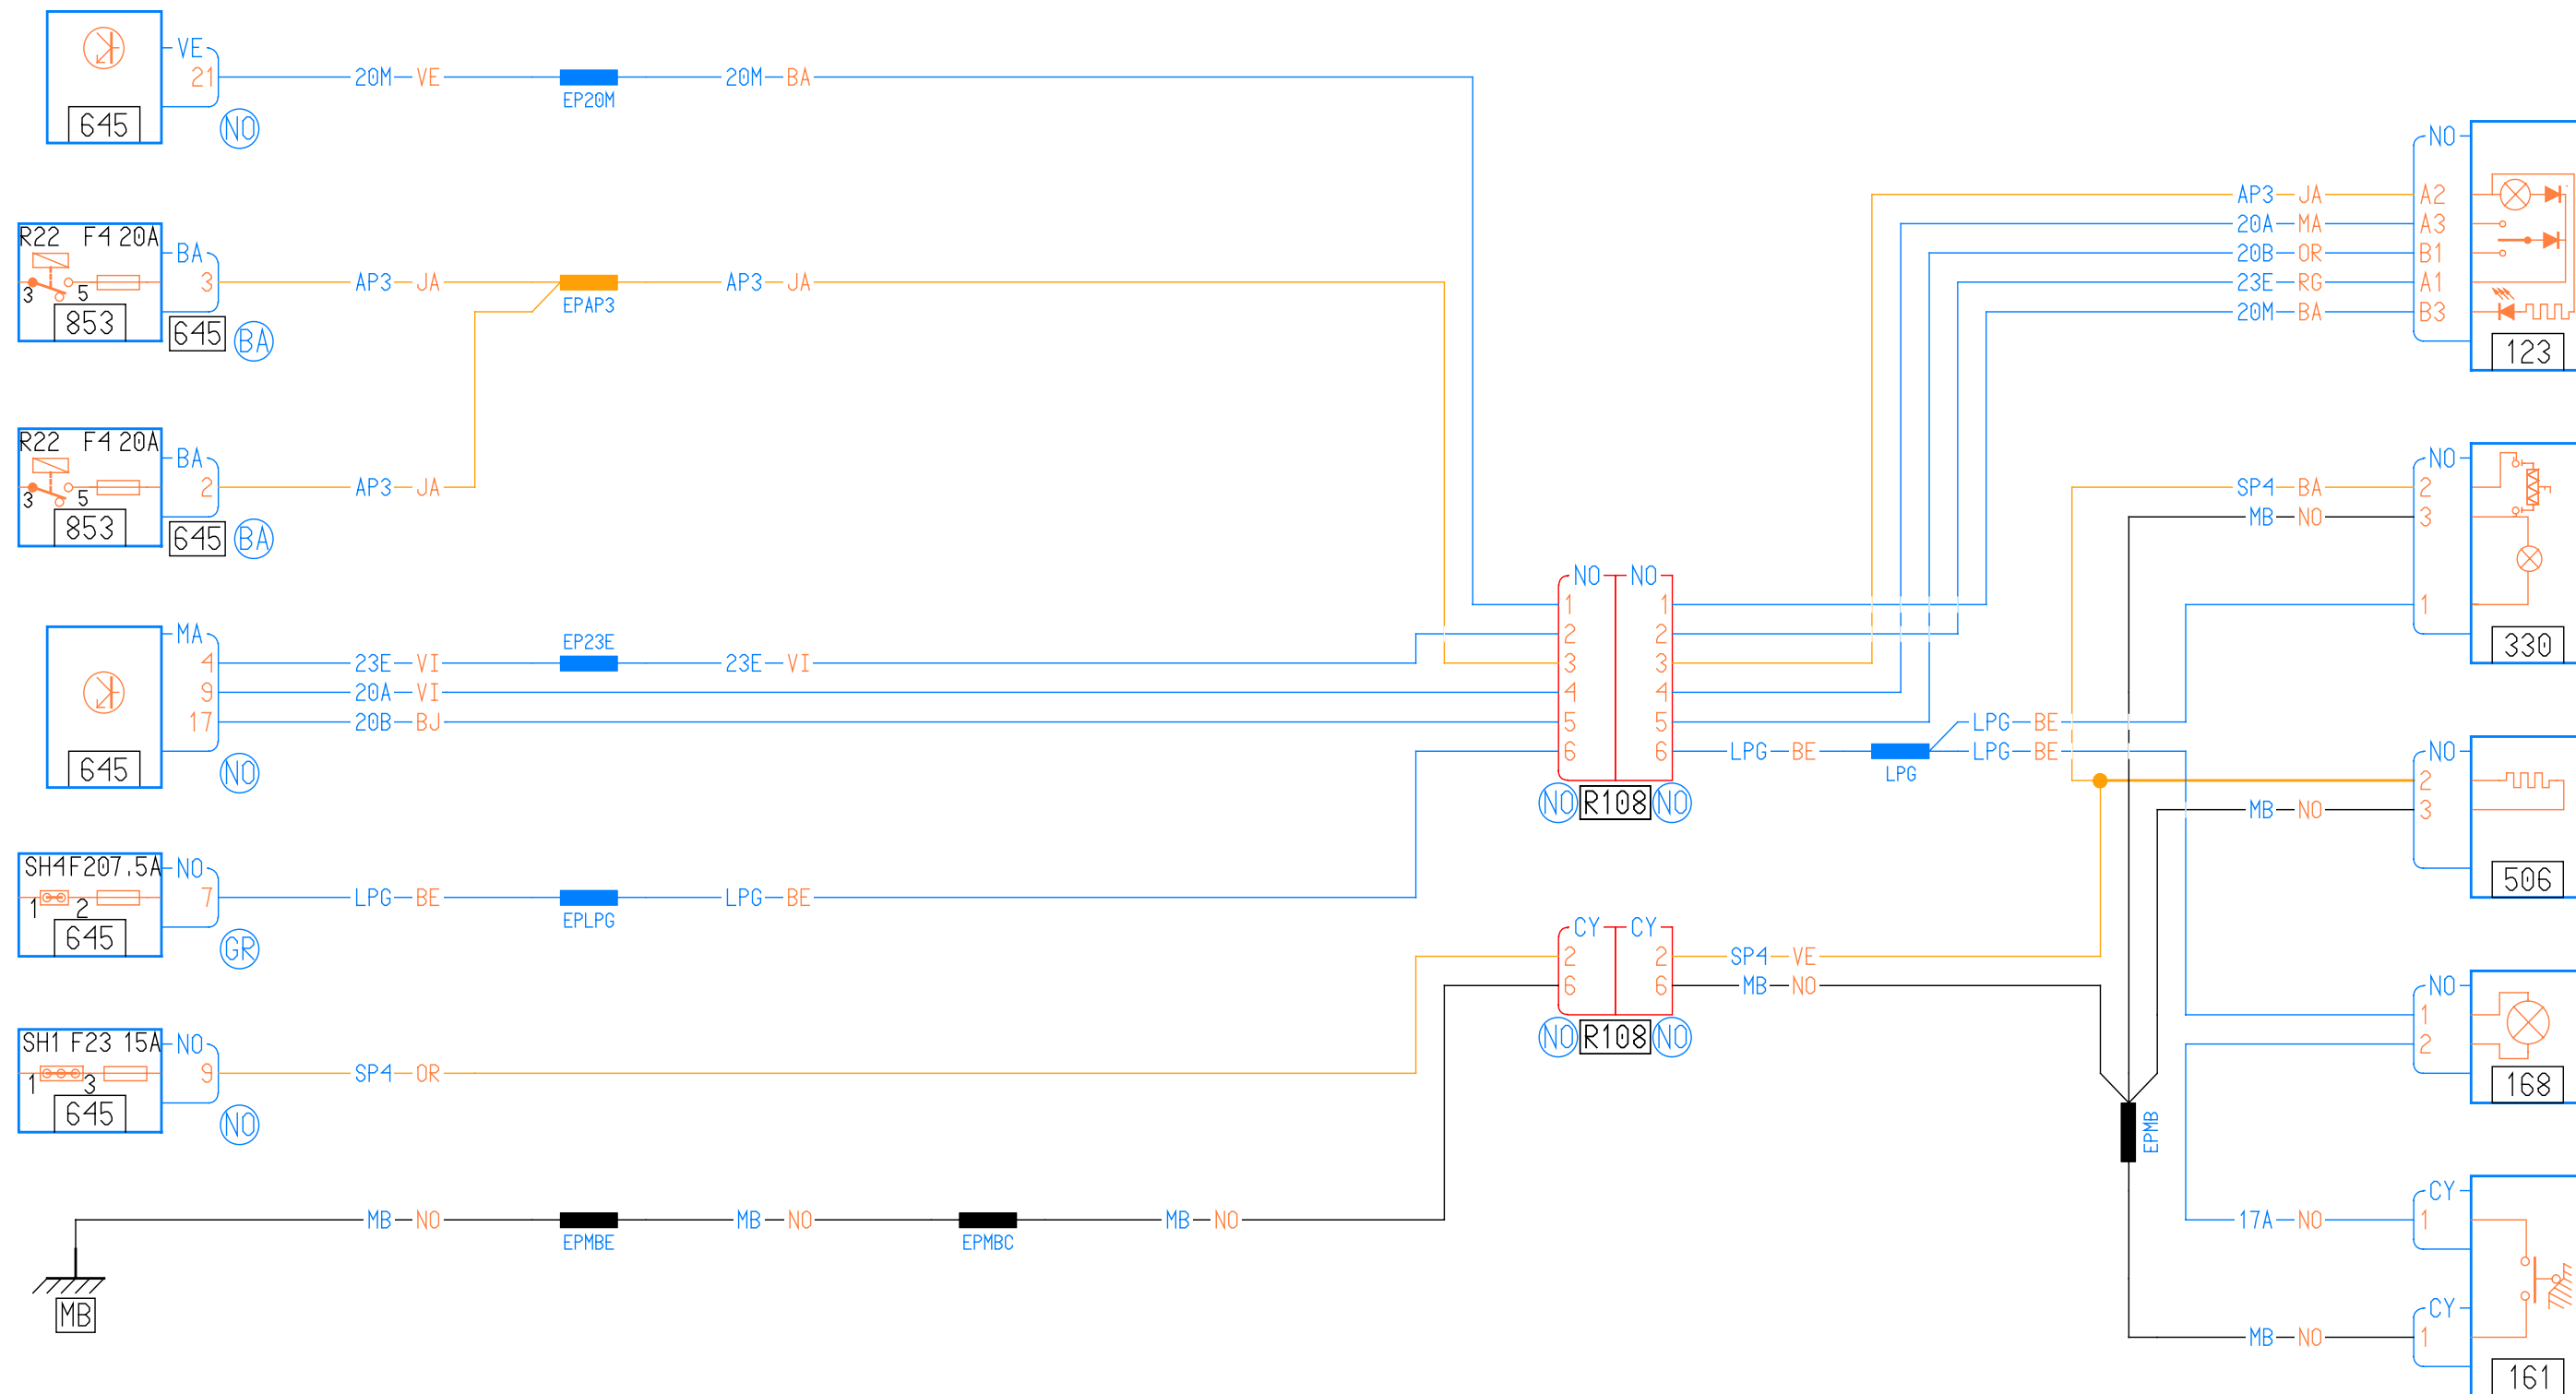 VE
21
20M VE
EP20M
20M BA
645
NO
NO
AP3 JA A2
20A MA A3
20B OR B1
23E RG A1
20M BA B3
123
R22 F4 20A
BA
3
3 5
853
645 BA
AP3 JA
EPAP3
AP3 JA
R22 F4 20A
BA
2
3 5
853
645 BA
AP3 JA
NO
SP4 BA 2
MB NO 3
1
330
NO NO
1 1
2 2
3 3
4 4
5 5
6 6
NO R108 NO
MA
4 23E VI
EP23E
23E VI
9 20A VI
17 20B BJ
645
NO
LPG BE
LPG
LPG BE
LPG BE
NO
2
MB NO 3
506
SH4F207.5A
NO
7
1 2
645
GR
LPG BE
EPLPG
LPG BE
CY CY
2 2
6 6
NO R108 NO
SP4 VE
MB NO
NO
1
2
168
SH1 F23 15A
NO
9
1 3
645
NO
SP4 OR
EPMB
CY
17A NO 1
CY
MB NO 1
161
MB NO
EPMBE
MB NO
EPMBC
MB NO
MB